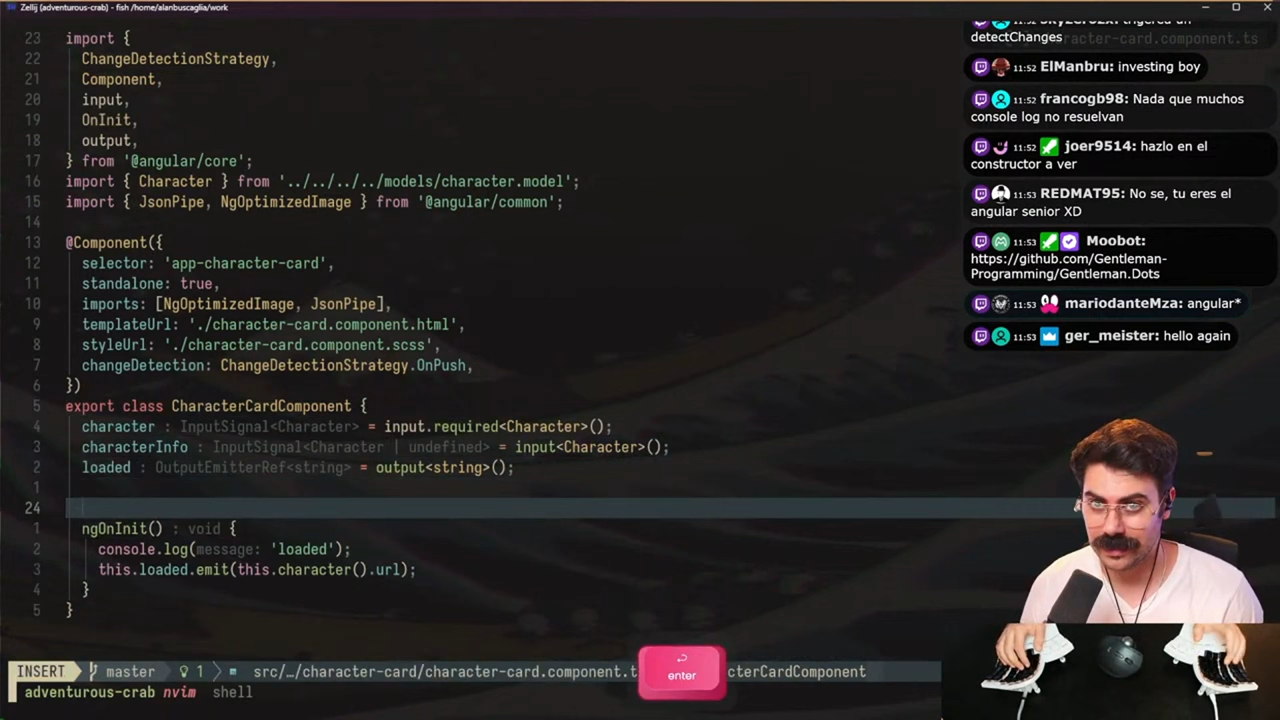 Zellij (adventurous-crab) - fish /home/alanbuscaglia/work
23 import {
22 ChangeDetectionStrategy,
21 Component,
20 input,
19 OnInit,
18 output,
17 } from '@angular/core';
16 import { Character } from '../../../../models/character.model';
15 import { JsonPipe, NgOptimizedImage } from '@angular/common';
14
13 @Component({
12 selector: 'app-character-card',
11 standalone: true,
10 imports: [NgOptimizedImage, JsonPipe],
9 templateUrl: './character-card.component.html',
8 styleUrl: './character-card.component.scss',
7 changeDetection: ChangeDetectionStrategy.OnPush,
6 })
5 export class CharacterCardComponent {
4 character : InputSignal<Character> = input.required<Character>();
3 characterInfo : InputSignal<Character | undefined> = input<Character>();
2 loaded : OutputEmitterRef<string> = output<string>();
1
24
1 ngOnInit() : void {
2 console.log(message: 'loaded');
3 this.loaded.emit(this.character().url);
4 }
5 }
INSERT master 1 src/…/character-card/character-card.component.t cterCardComponent
adventurous-crab nvim shell
enter
detectChanges
11:52 ElManbru: investing boy
11:52 francogb98: Nada que muchos
console log no resuelvan
11:52 joer9514: hazlo en el
constructor a ver
11:53 REDMAT95: No se, tu eres el
angular senior XD
11:53 Moobot:
https://github.com/Gentleman-
Programming/Gentleman.Dots
11:53 mariodanteMza: angular*
11:53 ger_meister: hello again